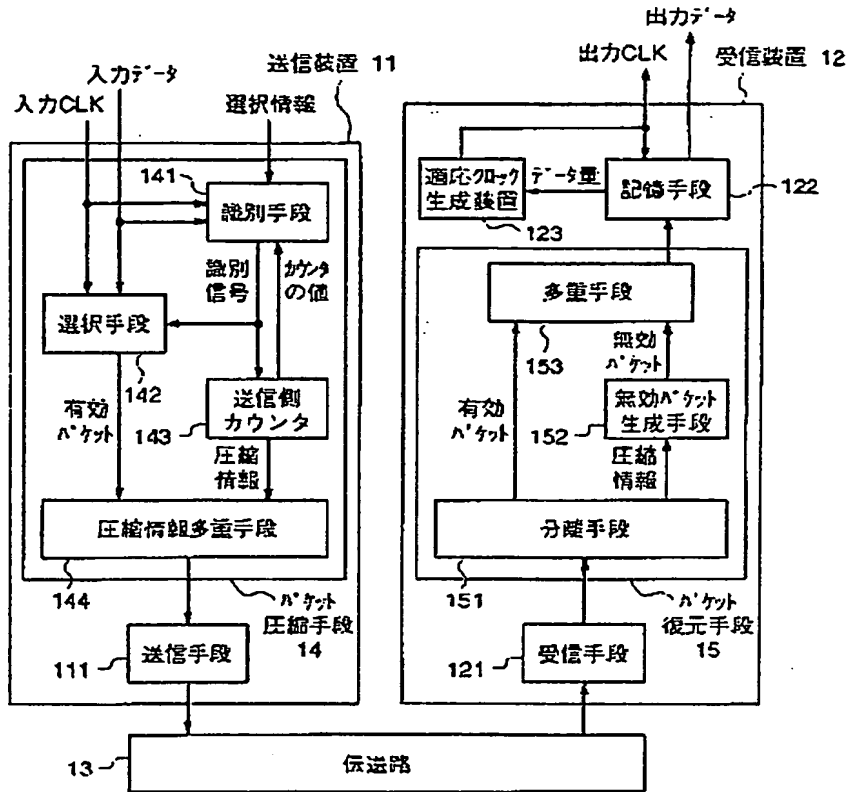 送信装置 11
入力データ
入力CLK
選択情報
141
識別手段
識別
信号
カウンタ
の値
選択手段
142
有効
パケット
送信側
カウンタ
143
圧縮
情報
圧縮情報多重手段
144
パケット
圧縮手段
14
111
送信手段
13
伝送路
出力データ
出力CLK
受信装置 12
適応クロック
生成装置
123
データ量
記憶手段
122
多重手段
153
無効
パケット
有効
パケット
無効パケット
生成手段
152
圧縮
情報
分離手段
151
パケット
復元手段
15
121
受信手段